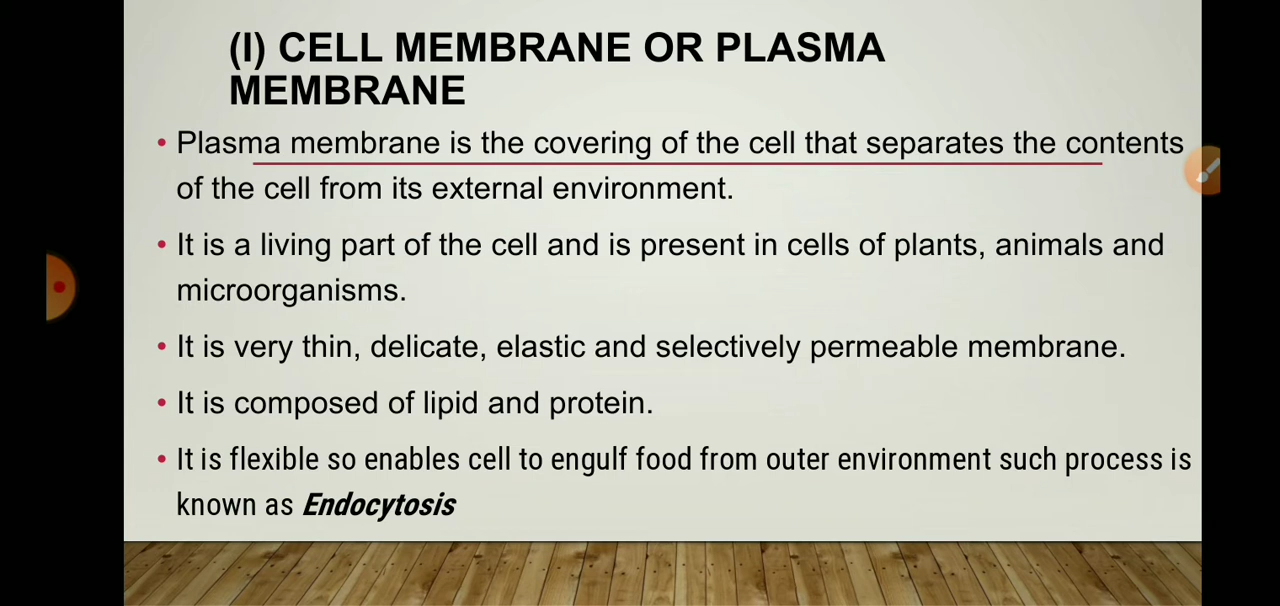 (I) CELL MEMBRANE OR PLASMA
MEMBRANE
• Plasma membrane is the covering of the cell that separates the contents
of the cell from its external environment.
• It is a living part of the cell and is present in cells of plants, animals and
microorganisms.
• It is very thin, delicate, elastic and selectively permeable membrane.
• It is composed of lipid and protein.
• It is flexible so enables cell to engulf food from outer environment such process is
known as Endocytosis